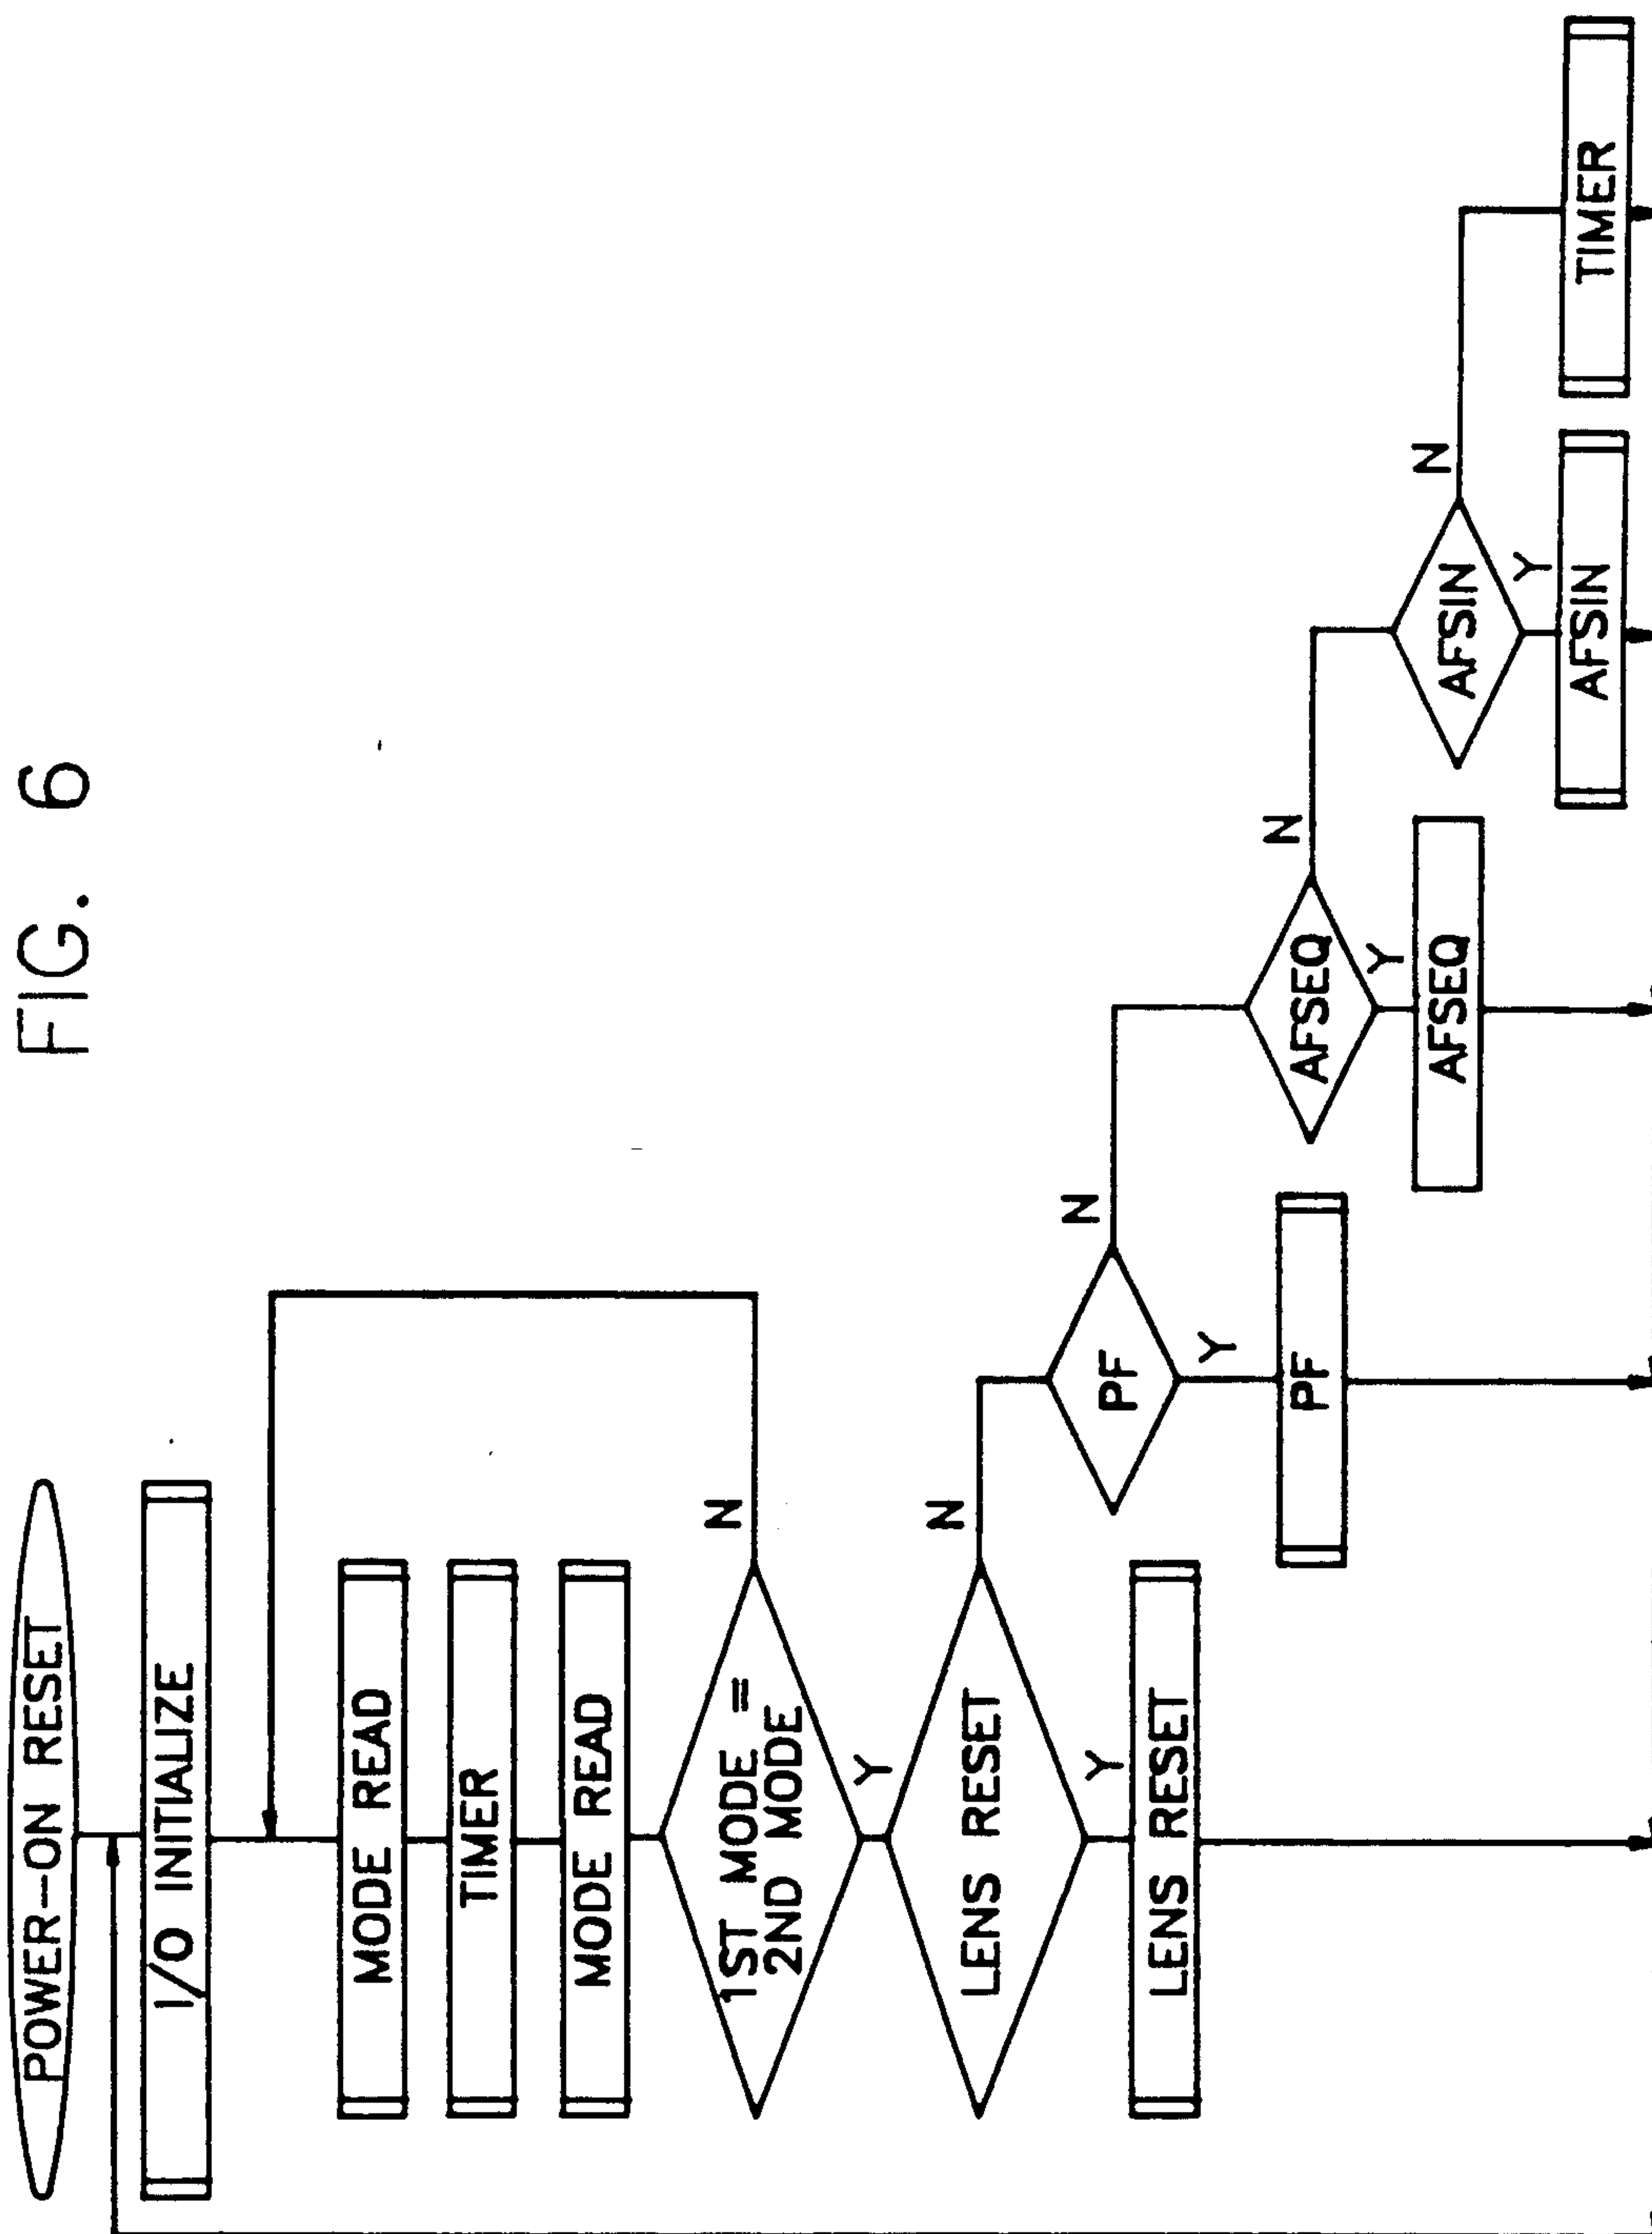 FIG. 6
POWER-ON RESET
I/O INITIALIZE
MODE READ
TIMER
MODE READ
1ST MODE =
2ND MODE
N
Y
LENS RESET
N
Y
LENS RESET
PF
N
Y
PF
AFSEQ
N
Y
AFSEQ
AFSIN
N
Y
AFSIN
TIMER